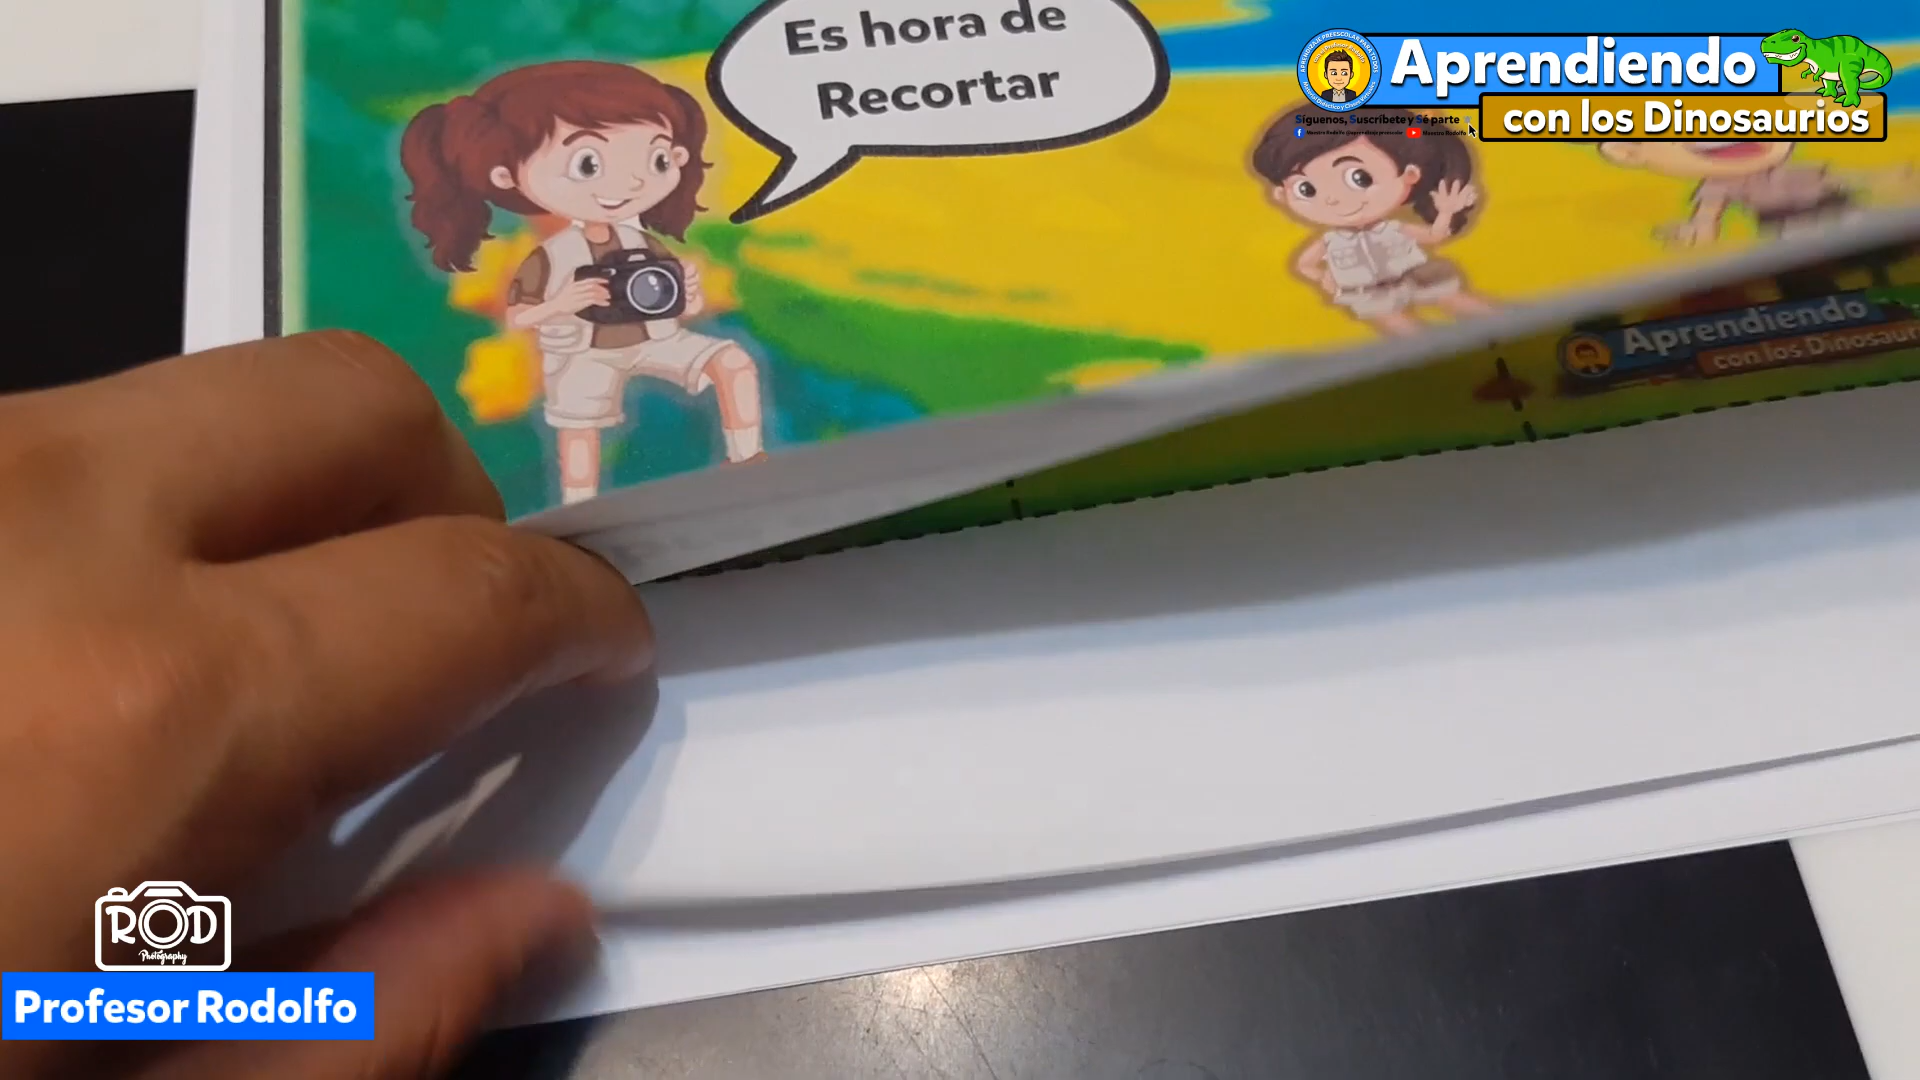 Es hora de
Recortar
Aprendiendo
con los Dinosaurios
Síguenos, Suscríbete y Sé parte
Aprendiendo
con los Dinosaur
ROD
Photography
Profesor Rodolfo